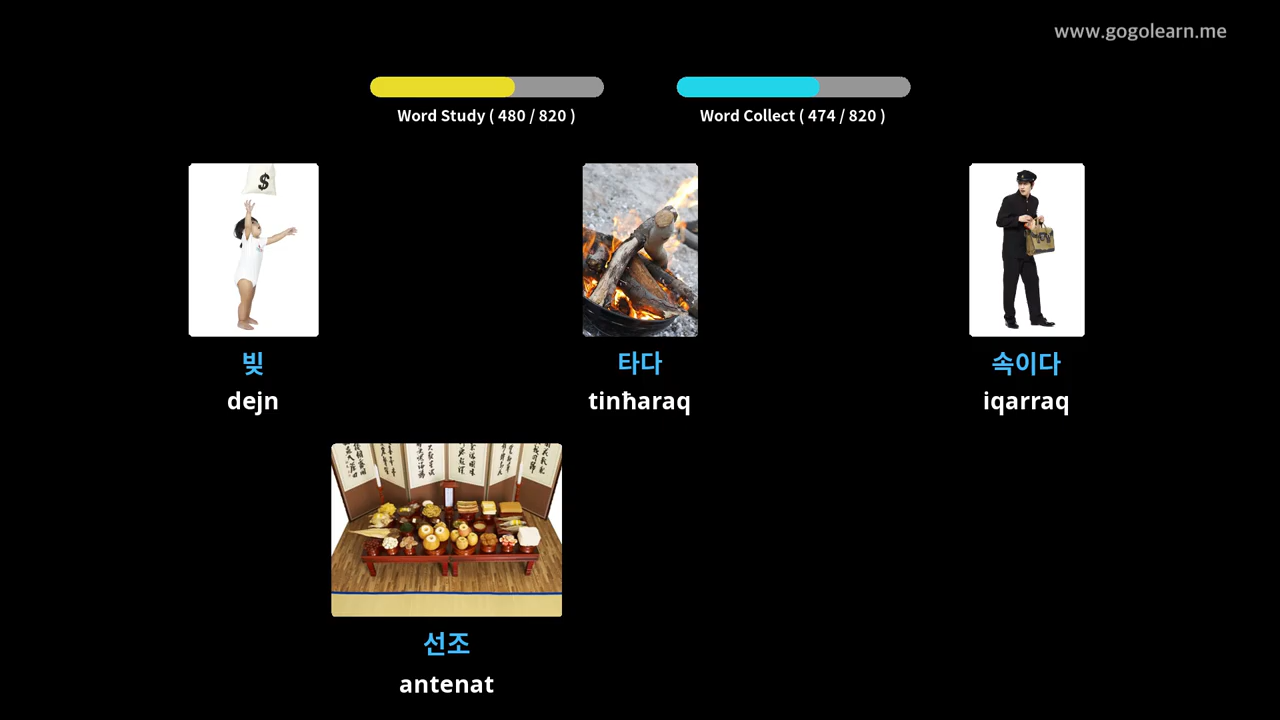 www.gogolearn.me
Word Study ( 480 / 820 )
Word Collect ( 474 / 820 )
$
빚
타다
속이다
dejn
tinħaraq
iqarraq
선조
antenat